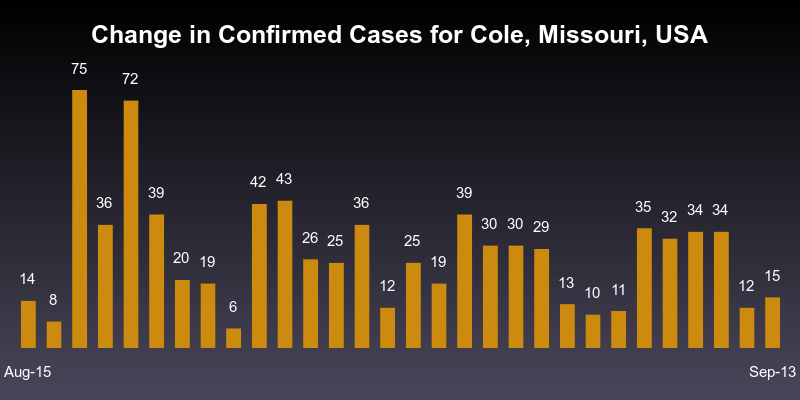 Change in Confirmed Cases for Cole, Missouri, USA
14 8 75 36 72 39 20 19 6 42 43 26 25 36 12 25 19 39 30 30 29 13 10 11 35 32 34 34 12 15
Aug-15 Sep-13